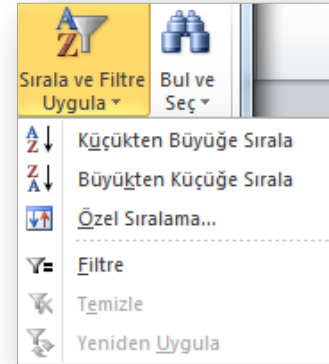 Sırala ve Filtre
Uygula
Bul ve
Seç
Küçükten Büyüğe Sırala
Büyükten Küçüğe Sırala
Özel Sıralama...
Filtre
Temizle
Yeniden Uygula